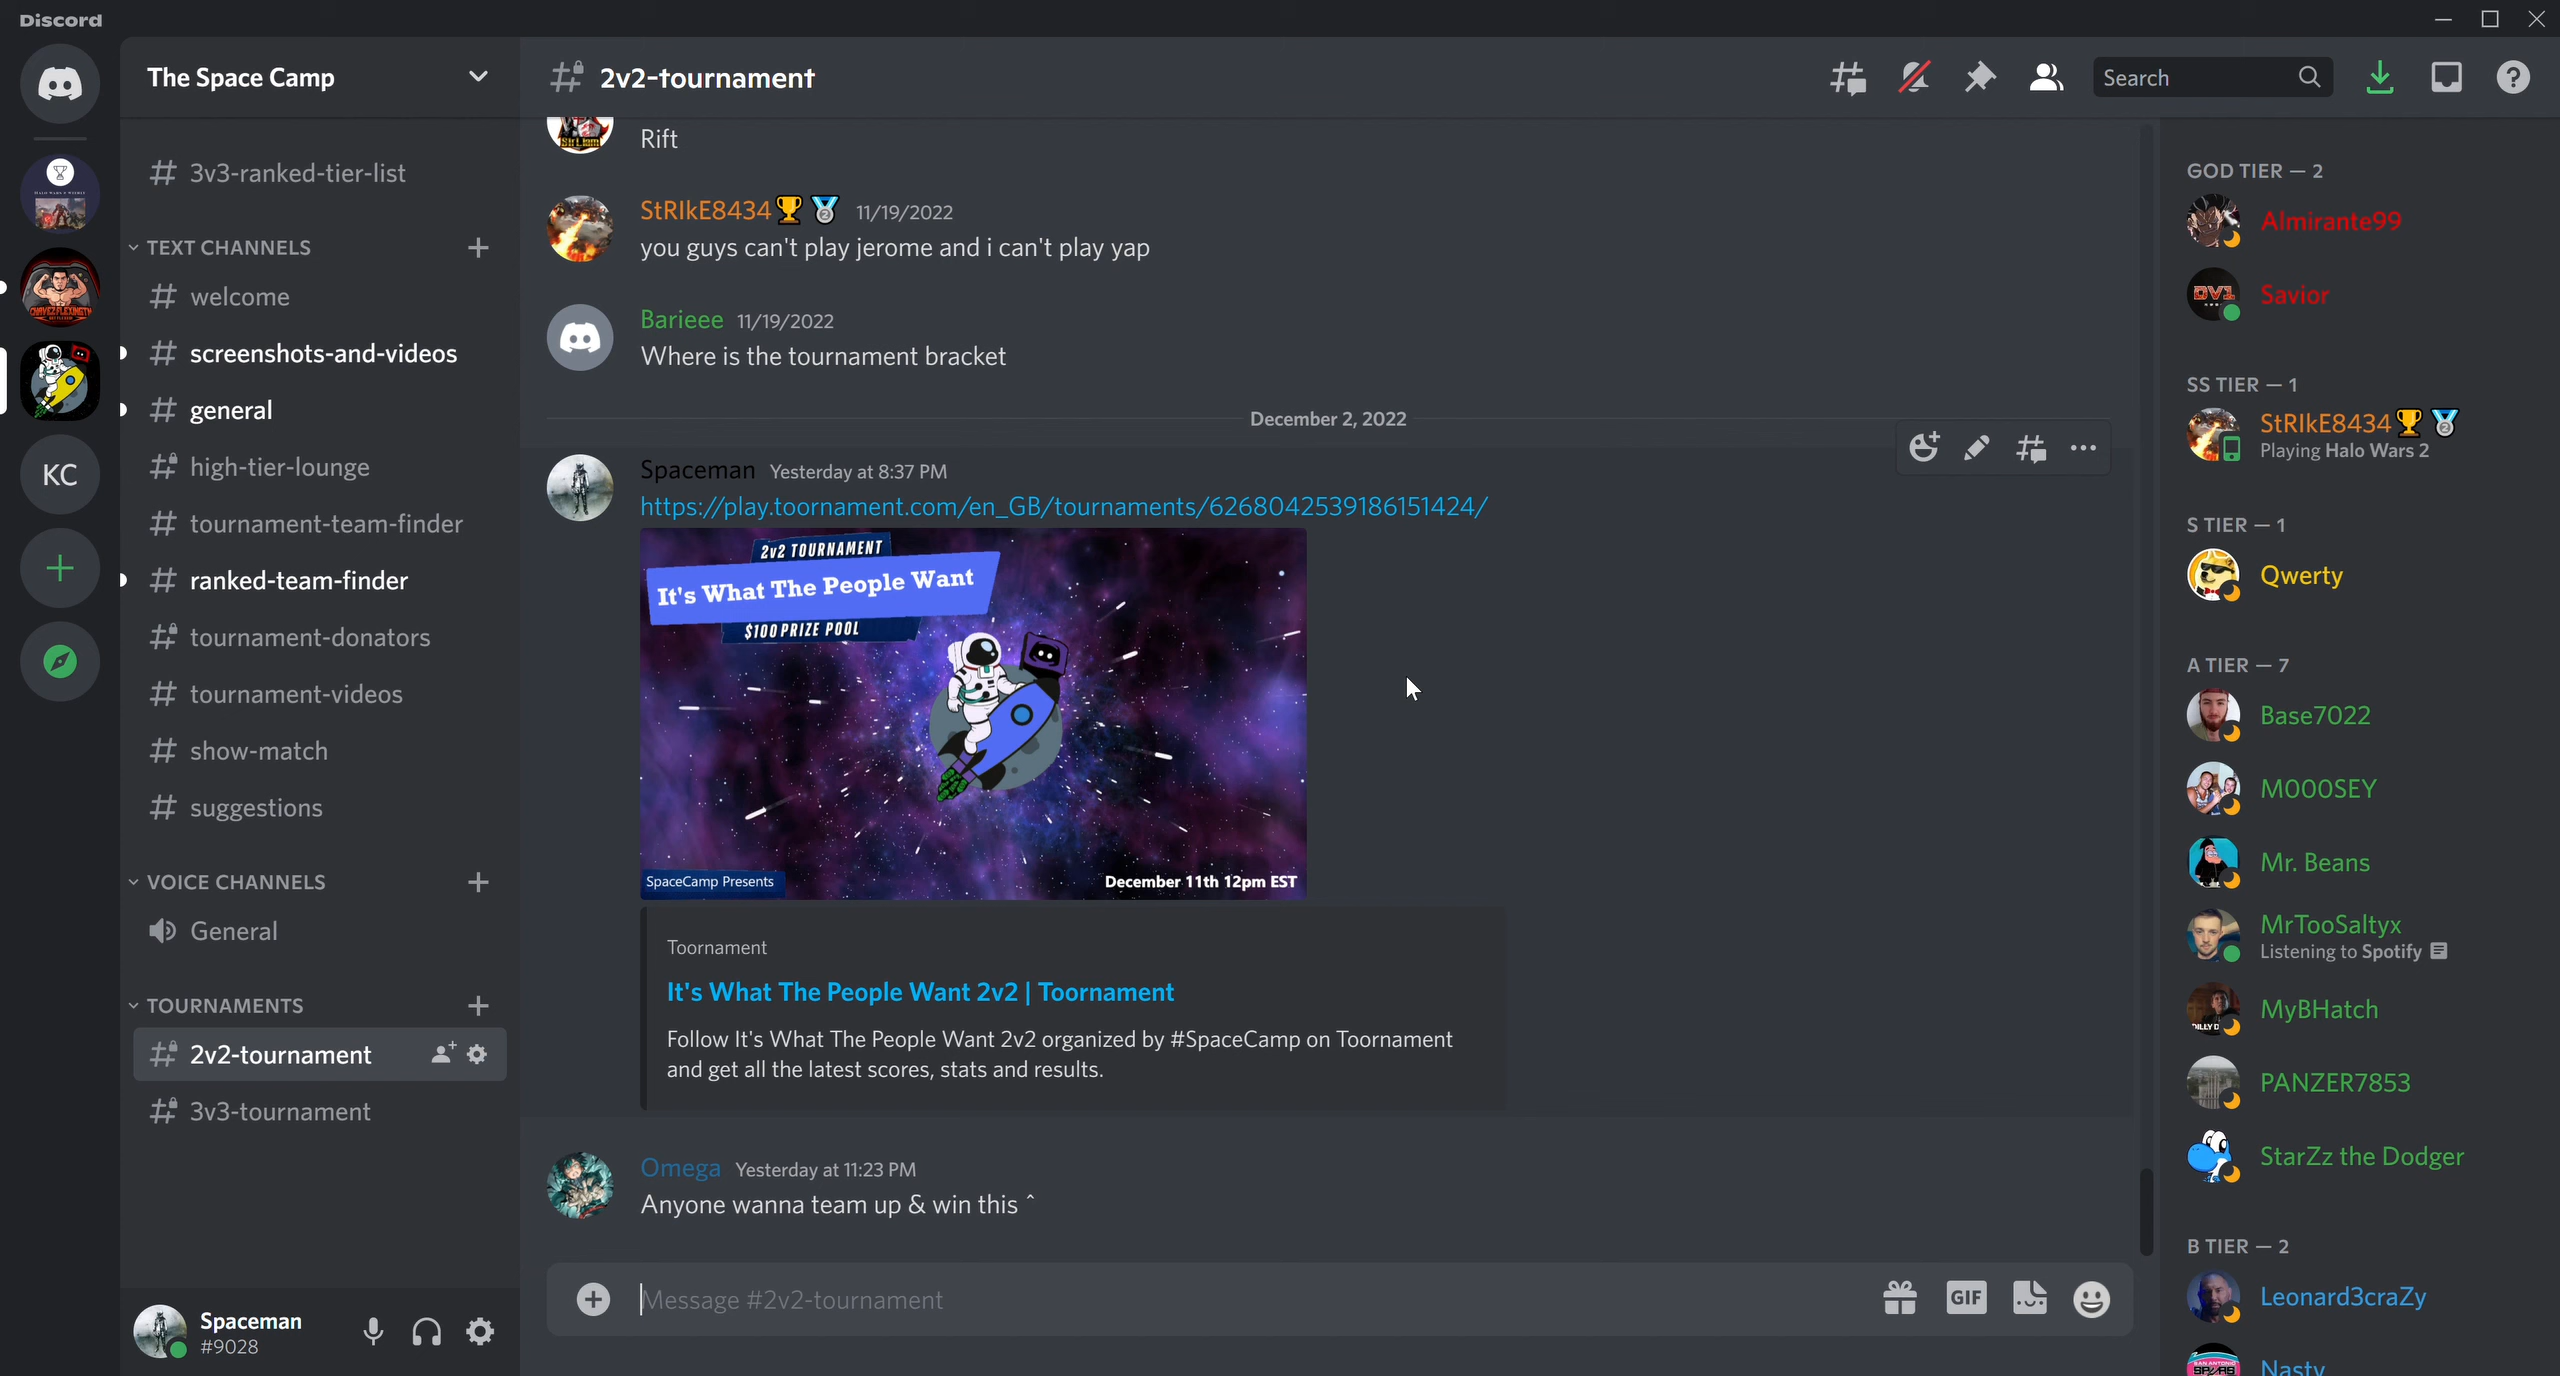 Discord
The Space Camp
# 3v3-ranked-tier-list
TEXT CHANNELS
# welcome
# screenshots-and-videos
# general
KC
# high-tier-lounge
# tournament-team-finder
# ranked-team-finder
# tournament-donators
# tournament-videos
# show-match
# suggestions
VOICE CHANNELS
General
TOURNAMENTS
# 2v2-tournament
# 3v3-tournament
Spaceman
#9028
# 2v2-tournament
Search
Rift
StRIkE8434🏆🥈 11/19/2022
you guys can't play jerome and i can't play yap
Barieee 11/19/2022
Where is the tournament bracket
December 2, 2022
Spaceman Yesterday at 8:37 PM
https://play.toornament.com/en_GB/tournaments/6268042539186151424/
2v2 TOURNAMENT
It's What The People Want
$100 PRIZE POOL
SpaceCamp Presents
December 11th 12pm EST
Toornament
It's What The People Want 2v2 | Toornament
Follow It's What The People Want 2v2 organized by #SpaceCamp on Toornament
and get all the latest scores, stats and results.
Omega Yesterday at 11:23 PM
Anyone wanna team up & win this ^
Message #2v2-tournament
GIF
GOD TIER — 2
Almirante99
Savior
SS TIER — 1
StRIkE8434🏆🥈
Playing Halo Wars 2
S TIER — 1
Qwerty
A TIER — 7
Base7022
M000SEY
Mr. Beans
MrTooSaltyx
Listening to Spotify
MyBHatch
PANZER7853
StarZz the Dodger
B TIER — 2
Leonard3craZy
Nasty